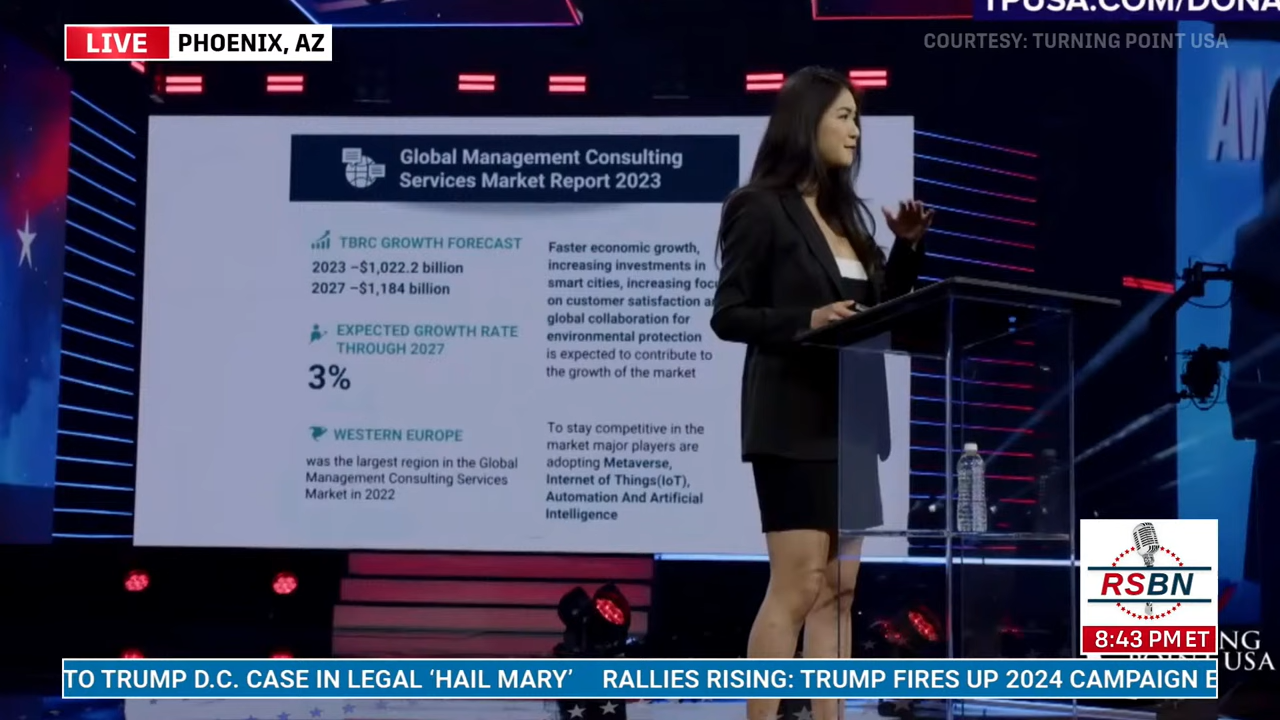 TPUSA.COM/DONA
LIVE PHOENIX, AZ
COURTESY: TURNING POINT USA
Global Management Consulting
Services Market Report 2023
TBRC GROWTH FORECAST
2023 –$1,022.2 billion
2027 –$1,184 billion
EXPECTED GROWTH RATE
THROUGH 2027
3%
WESTERN EUROPE
was the largest region in the Global
Management Consulting Services
Market in 2022
Faster economic growth,
increasing investments in
smart cities, increasing focu
on customer satisfaction a
global collaboration for
environmental protection
is expected to contribute to
the growth of the market
To stay competitive in the
market major players are
adopting Metaverse,
Internet of Things(IoT),
Automation And Artificial
Intelligence
AM
RSBN
8:43 PM ET
NG
USA
TO TRUMP D.C. CASE IN LEGAL ‘HAIL MARY’ RALLIES RISING: TRUMP FIRES UP 2024 CAMPAIGN E